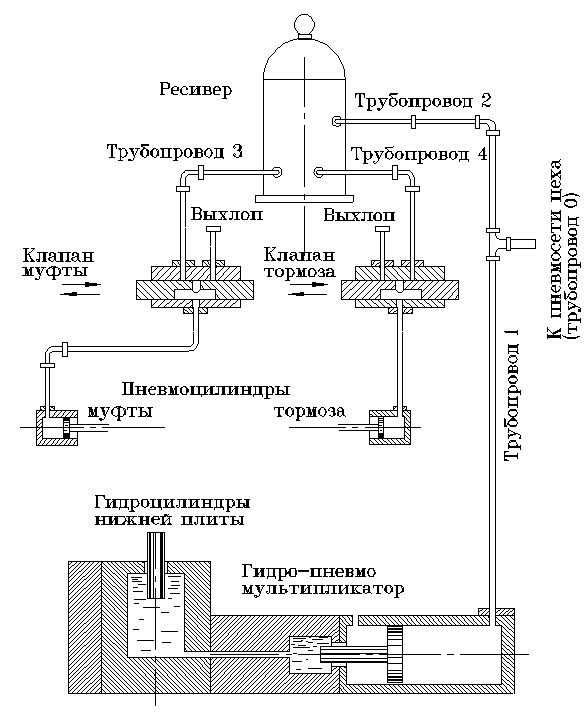 Ресивер
Трубопровод 2
Трубопровод 3
Трубопровод 4
Выхлоп
Выхлоп
Клапан
муфты
Клапан
тормоза
К пневмосети цеха
(трубопровод 0)
Трубопровод 1
Пневмоцилиндры
муфты
тормоза
Гидроцилиндры
нижней плиты
Гидро-пневмо
мультипликатор